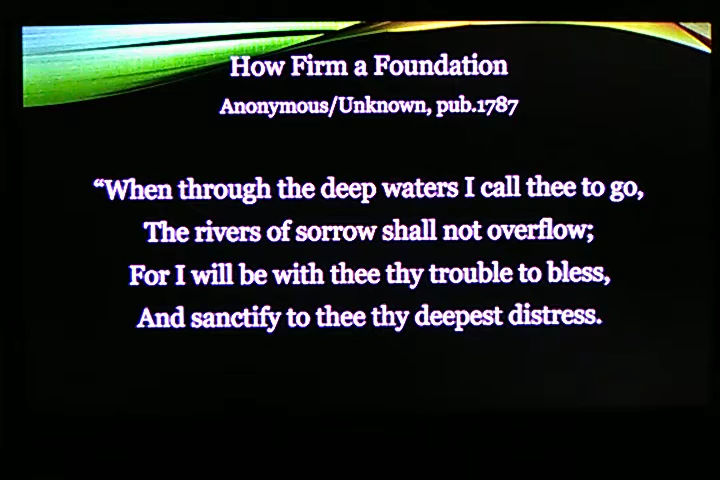 How Firm a Foundation
Anonymous/Unknown, pub.1787
“When through the deep waters I call thee to go,
The rivers of sorrow shall not overflow;
For I will be with thee thy trouble to bless,
And sanctify to thee thy deepest distress.